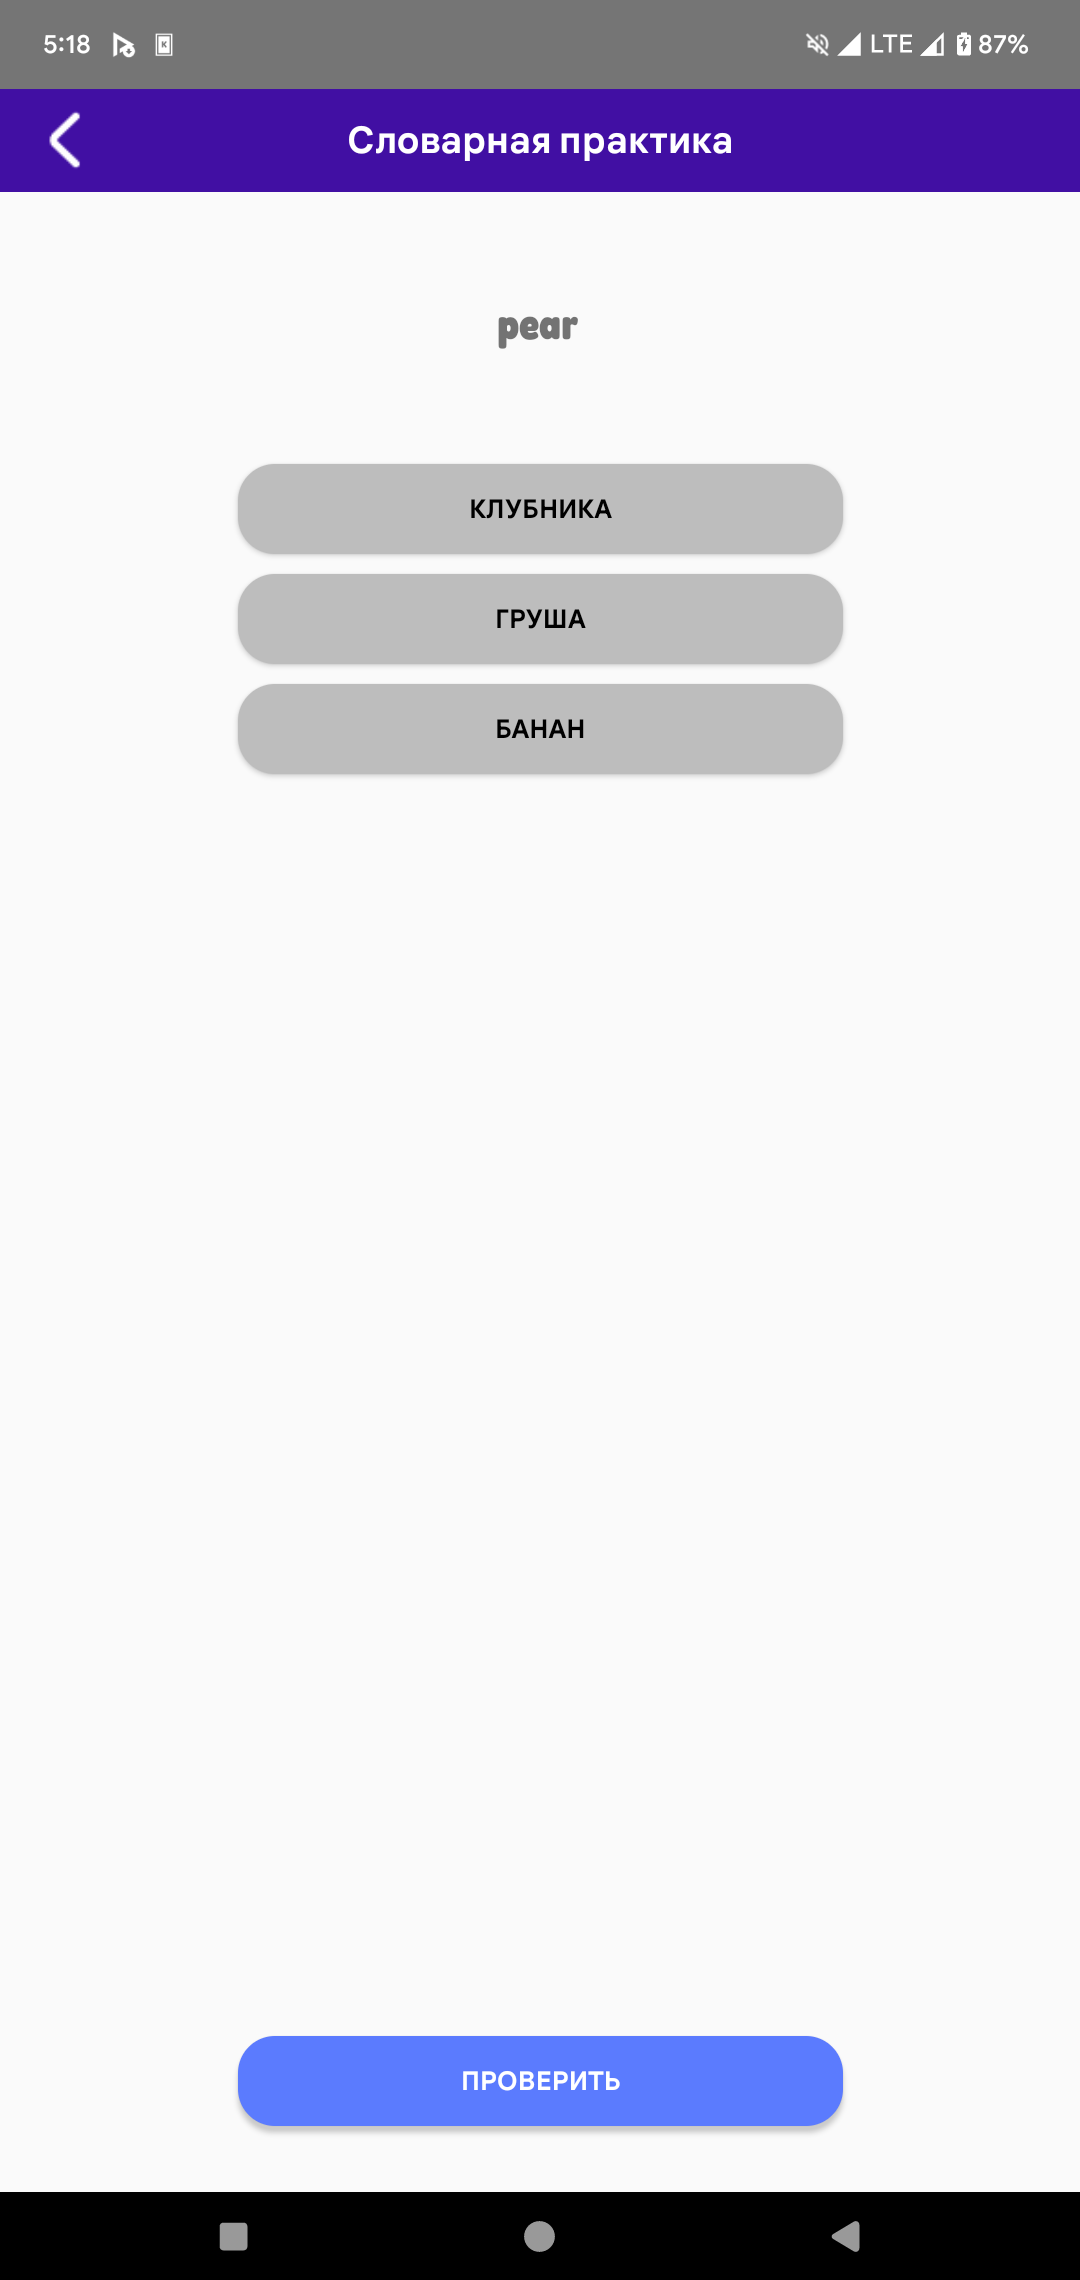 5:18 LTE 87%
Словарная практика
pear
КЛУБНИКА
ГРУША
БАНАН
ПРОВЕРИТЬ